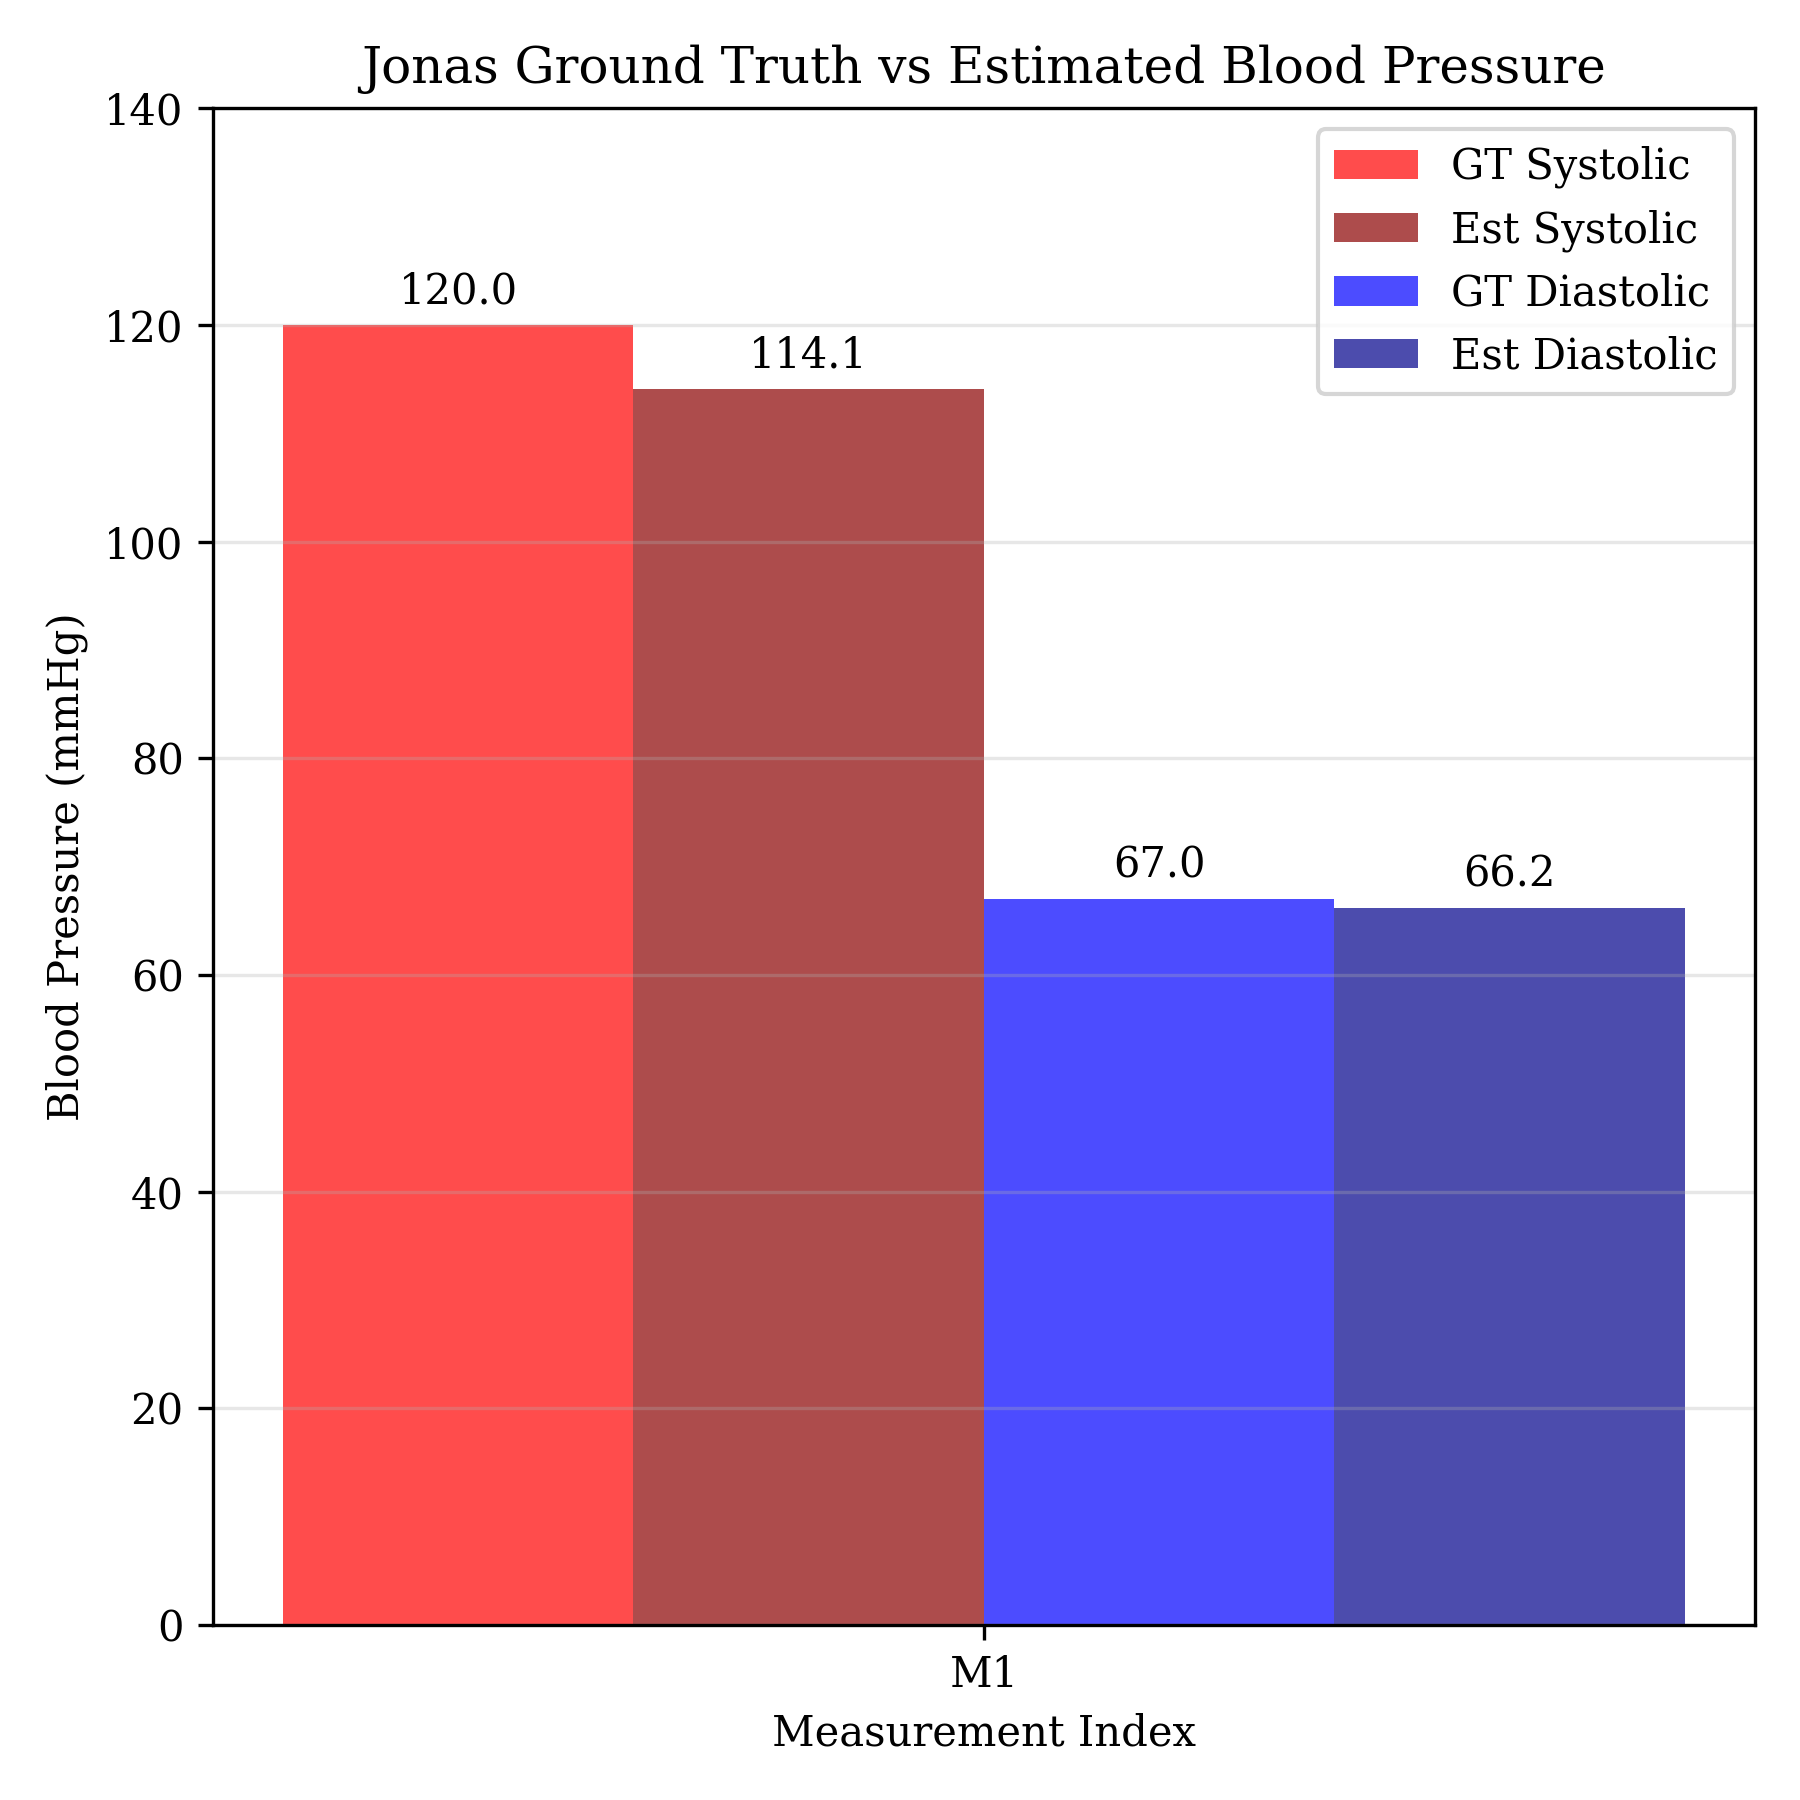 Jonas Ground Truth vs Estimated Blood Pressure
140
120
100
80
60
40
20
0
Blood Pressure (mmHg)
GT Systolic
Est Systolic
GT Diastolic
Est Diastolic
120.0
114.1
67.0
66.2
M1
Measurement Index